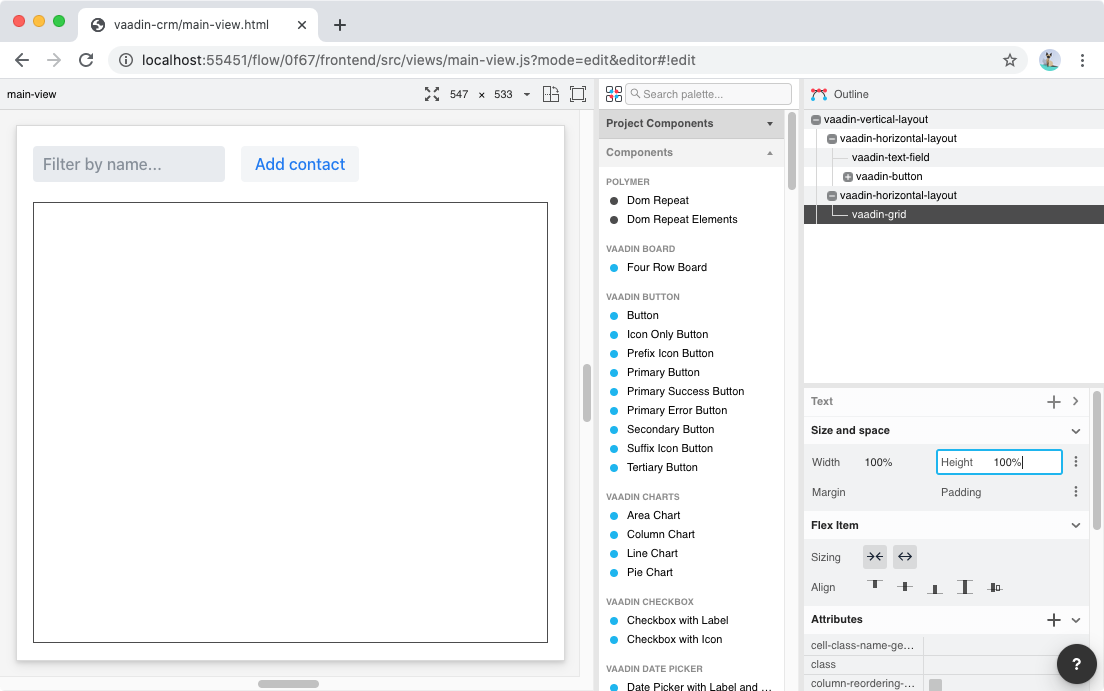 vaadin-crm/main-view.html
localhost:55451/flow/0f67/frontend/src/views/main-view.js?mode=edit&editor#!edit
main-view
547 × 533
Filter by name...
Add contact
Search palette...
Project Components
Components
POLYMER
Dom Repeat
Dom Repeat Elements
VAADIN BOARD
Four Row Board
VAADIN BUTTON
Button
Icon Only Button
Prefix Icon Button
Primary Button
Primary Success Button
Primary Error Button
Secondary Button
Suffix Icon Button
Tertiary Button
VAADIN CHARTS
Area Chart
Column Chart
Line Chart
Pie Chart
VAADIN CHECKBOX
Checkbox with Label
Checkbox with Icon
VAADIN DATE PICKER
Date Picker with Label and ...
Outline
vaadin-vertical-layout
vaadin-horizontal-layout
vaadin-text-field
vaadin-button
vaadin-horizontal-layout
vaadin-grid
Text
Size and space
Width 100% Height 100%
Margin Padding
Flex Item
Sizing
Align
Attributes
cell-class-name-ge...
class
column-reordering-...
?